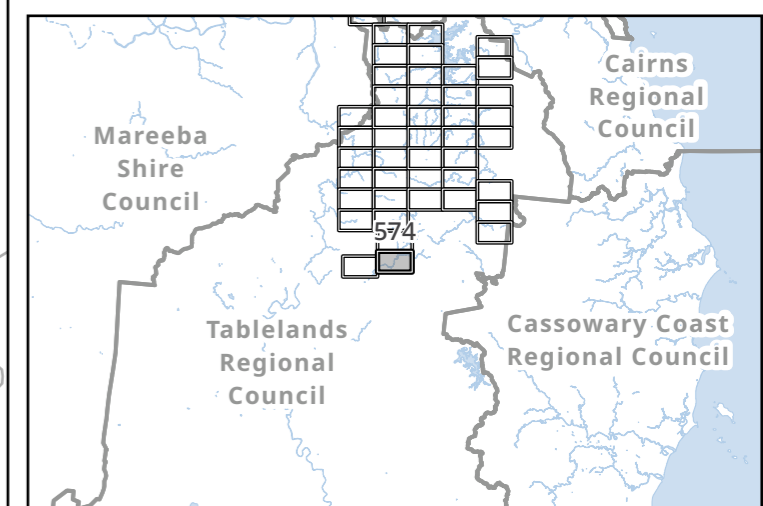 Cairns
Regional
Council
Mareeba
Shire
Council
574
Tablelands
Regional
Council
Cassowary Coast
Regional Council